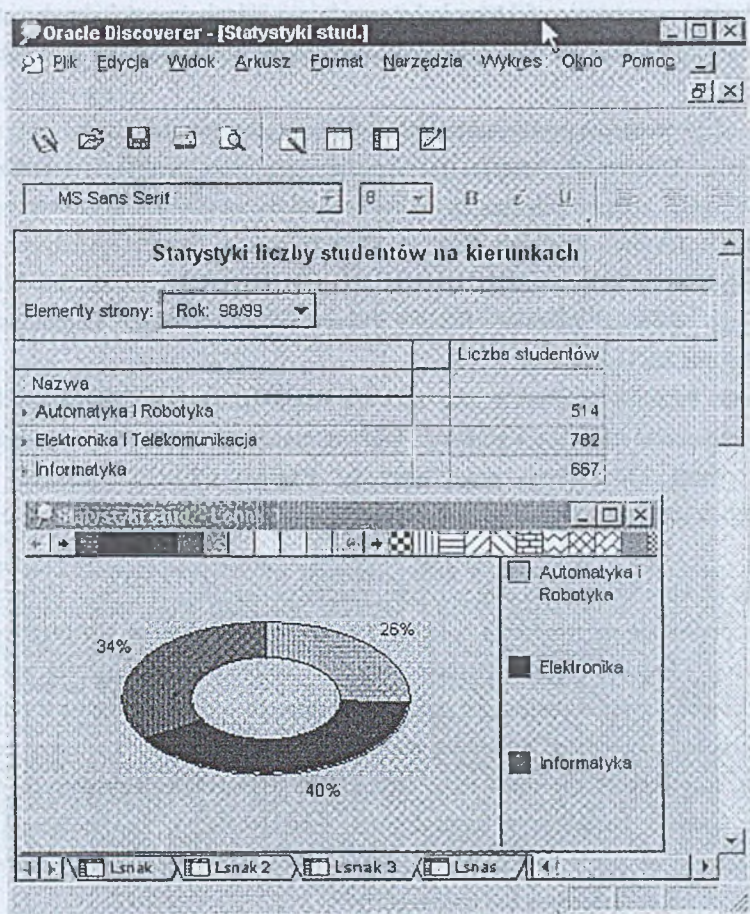 Oracle Discoverer - [Statystyki stud.]
Plik Edycja Widok Arkusz Format Narzędzia Wykres Okno Pomoc
MS Sans Serif 8 B I U
Statystyki liczby studentów na kierunkach
Elementy strony: Rok: 98/99
Liczba studentów
Nazwa
Automatyka i Robotyka 514
Elektronika i Telekomunikacja 782
Informatyka 667
Automatyka i
Robotyka
26%
34%
Elektronika
Informatyka
40%
Lsnak Lsnak 2 Lsnak 3 Lsnas